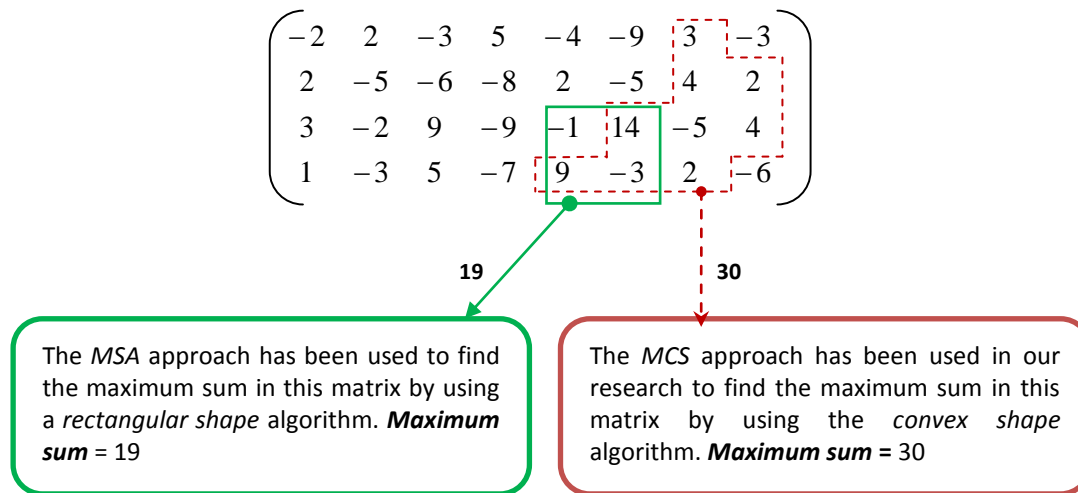 −2 2 −3 5 −4 −9 3 −3
2 −5 −6 −8 2 −5 4 2
3 −2 9 −9 −1 14 −5 4
1 −3 5 −7 9 −3 2 −6
19
30
The MSA approach has been used to find
the maximum sum in this matrix by using
a rectangular shape algorithm. Maximum
sum = 19
The MCS approach has been used in our
research to find the maximum sum in this
matrix by using the convex shape
algorithm. Maximum sum = 30